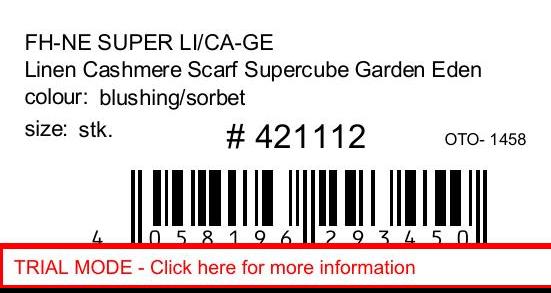 FH-NE SUPER LI/CA-GE
Linen Cashmere Scarf Supercube Garden Eden
colour: blushing/sorbet
size: stk.
# 421112
OTO- 1458
4 058196 293450
TRIAL MODE - Click here for more information